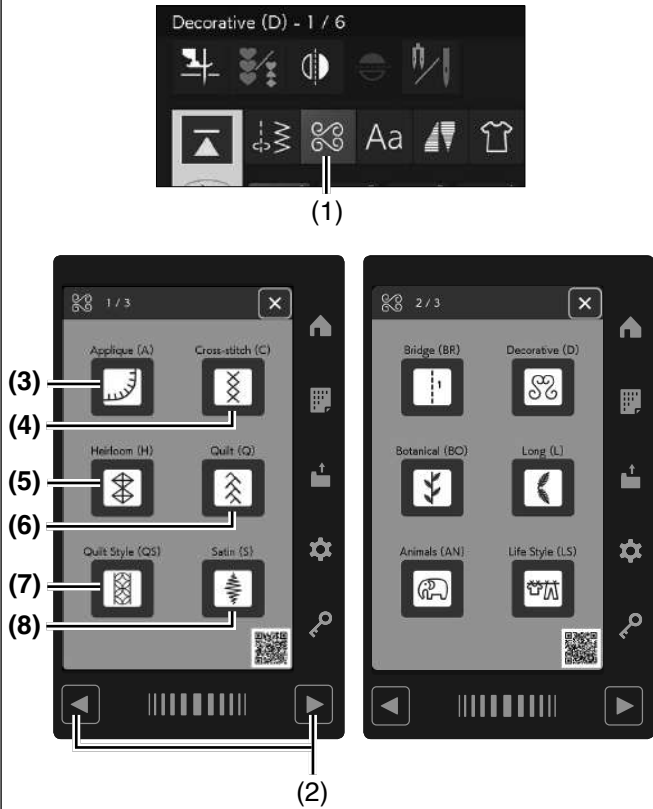 Decorative (D) - 1 / 6
Aa
(1)
1 / 3
2 / 3
Applique (A)
Cross-stitch (C)
Bridge (BR)
Decorative (D)
(3)
1
(4)
Heirloom (H)
Quilt (Q)
Botanical (BO)
Long (L)
(5)
(6)
Quilt Style (QS)
Satin (S)
Animals (AN)
Life Style (LS)
(7)
(8)
(2)